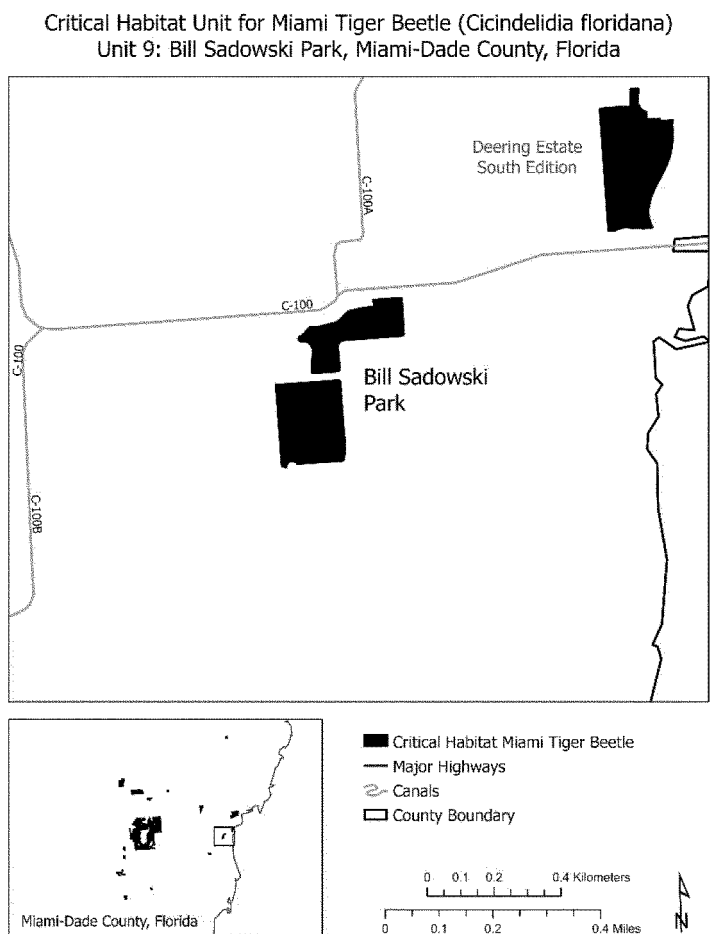 Critical Habitat Unit for Miami Tiger Beetle (Cicindelidia floridana)
Unit 9: Bill Sadowski Park, Miami-Dade County, Florida
Deering Estate
South Edition
C-100A
C-100
C-100
Bill Sadowski
Park
C-100B
Critical Habitat Miami Tiger Beetle
Major Highways
Canals
County Boundary
0 0.1 0.2 0.4 Kilometers
0 0.1 0.2 0.4 Miles
N
Miami-Dade County, Florida